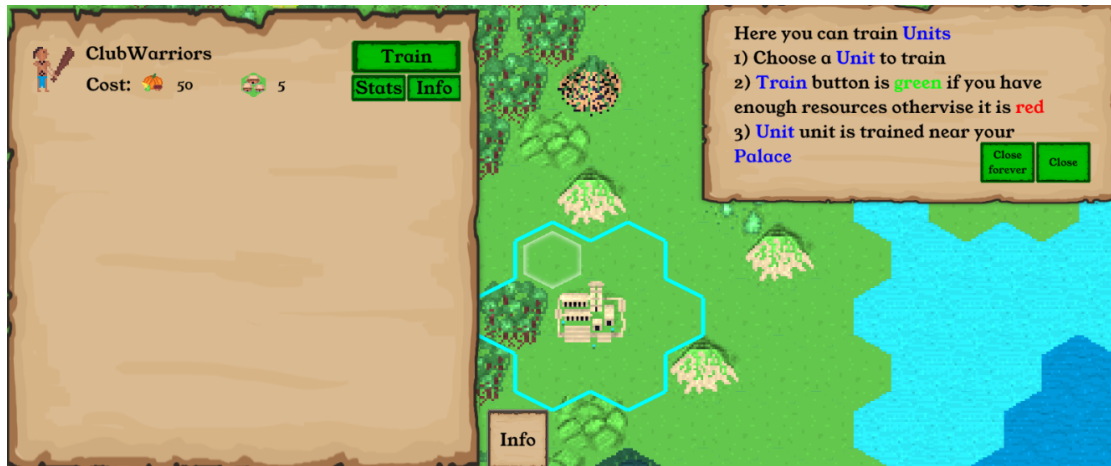 ClubWarriors
Train
Cost: 50 5
Stats Info
Here you can train Units
1) Choose a Unit to train
2) Train button is green if you have
enough resources othervise it is red
3) Unit unit is trained near your
Palace
Close
forever
Close
Info